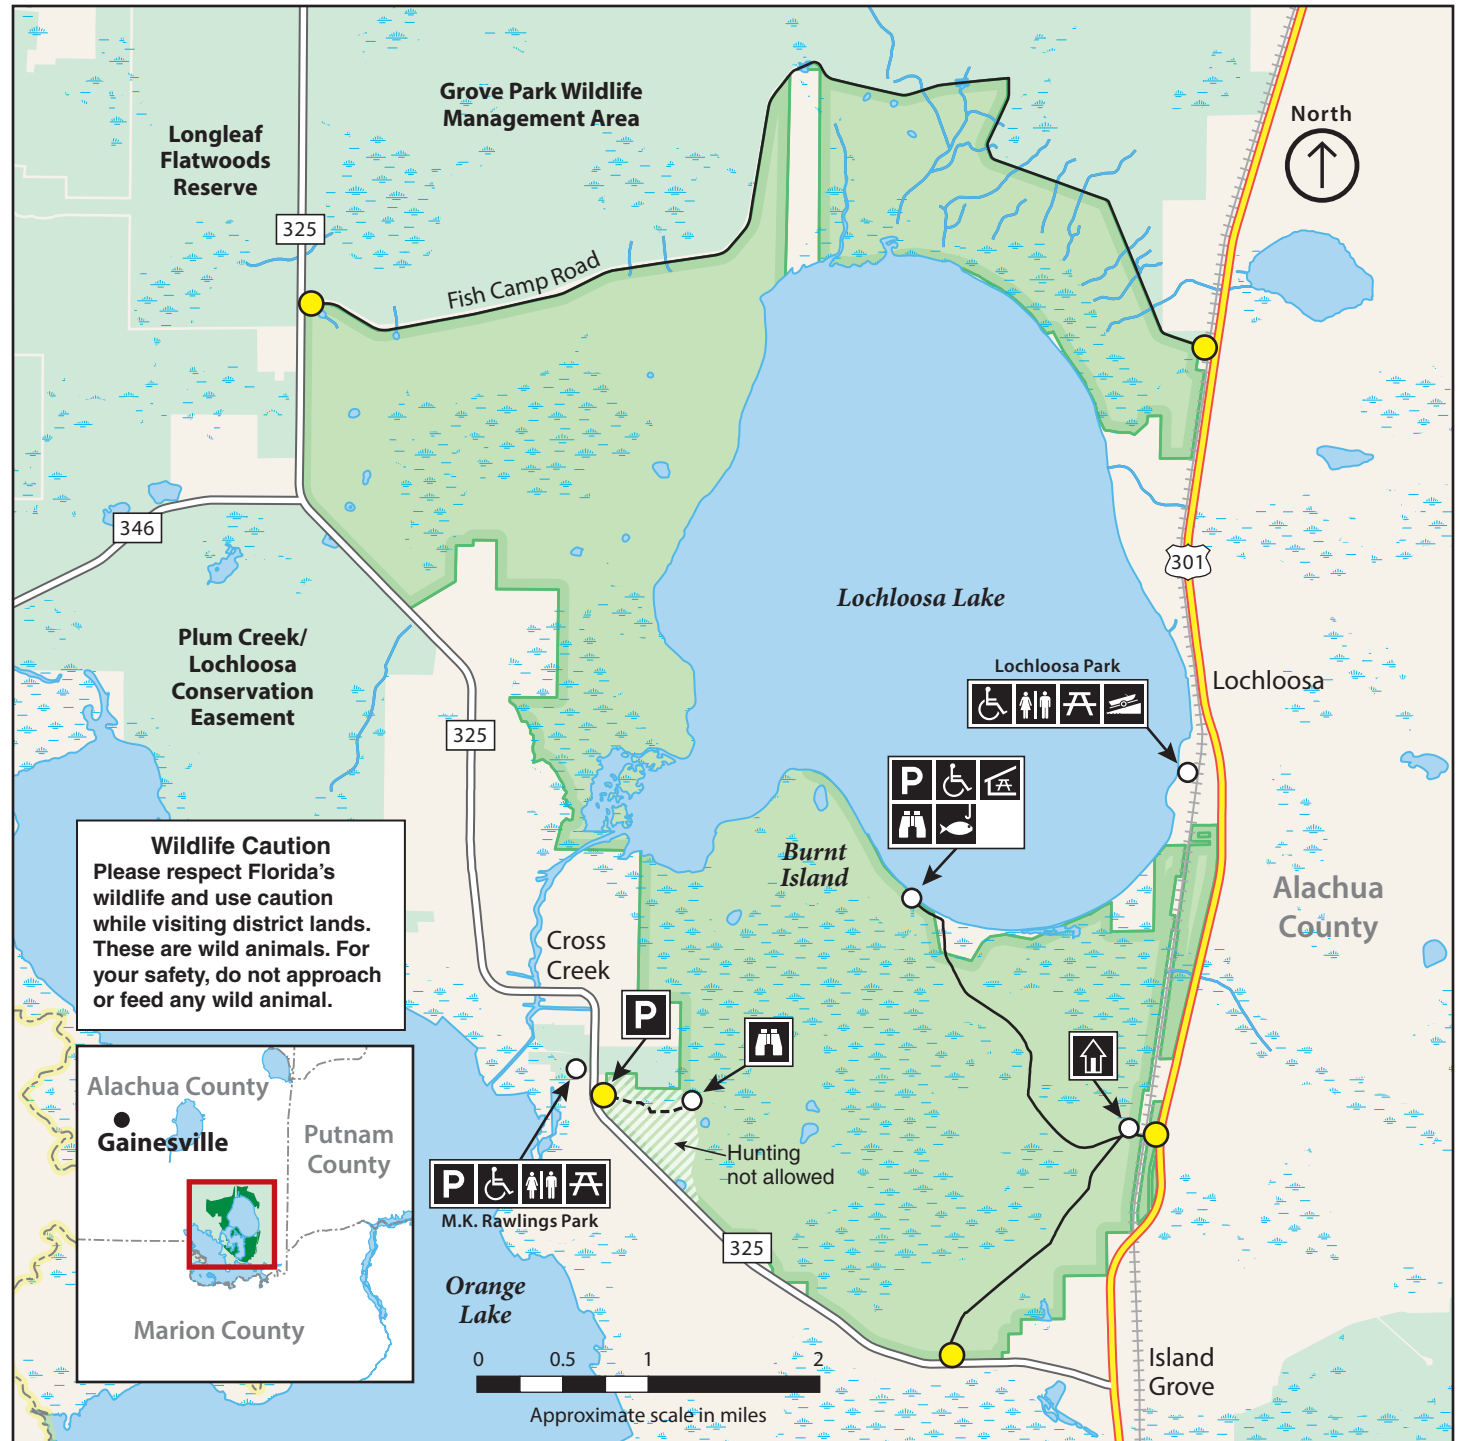 Grove Park Wildlife
Management Area
Longleaf
Flatwoods
Reserve
North
325
Fish Camp Road
346
301
Lochloosa Lake
Plum Creek/
Lochloosa
Conservation
Easement
Lochloosa Park
Lochloosa
325
P
Burnt
Island
Alachua
County
Wildlife Caution
Please respect Florida's
wildlife and use caution
while visiting district lands.
These are wild animals. For
your safety, do not approach
or feed any wild animal.
Cross
Creek
P
Alachua County
Gainesville
Putnam
County
Marion County
Hunting
not allowed
P
M.K. Rawlings Park
325
Orange
Lake
0 0.5 1 2
Approximate scale in miles
Island
Grove